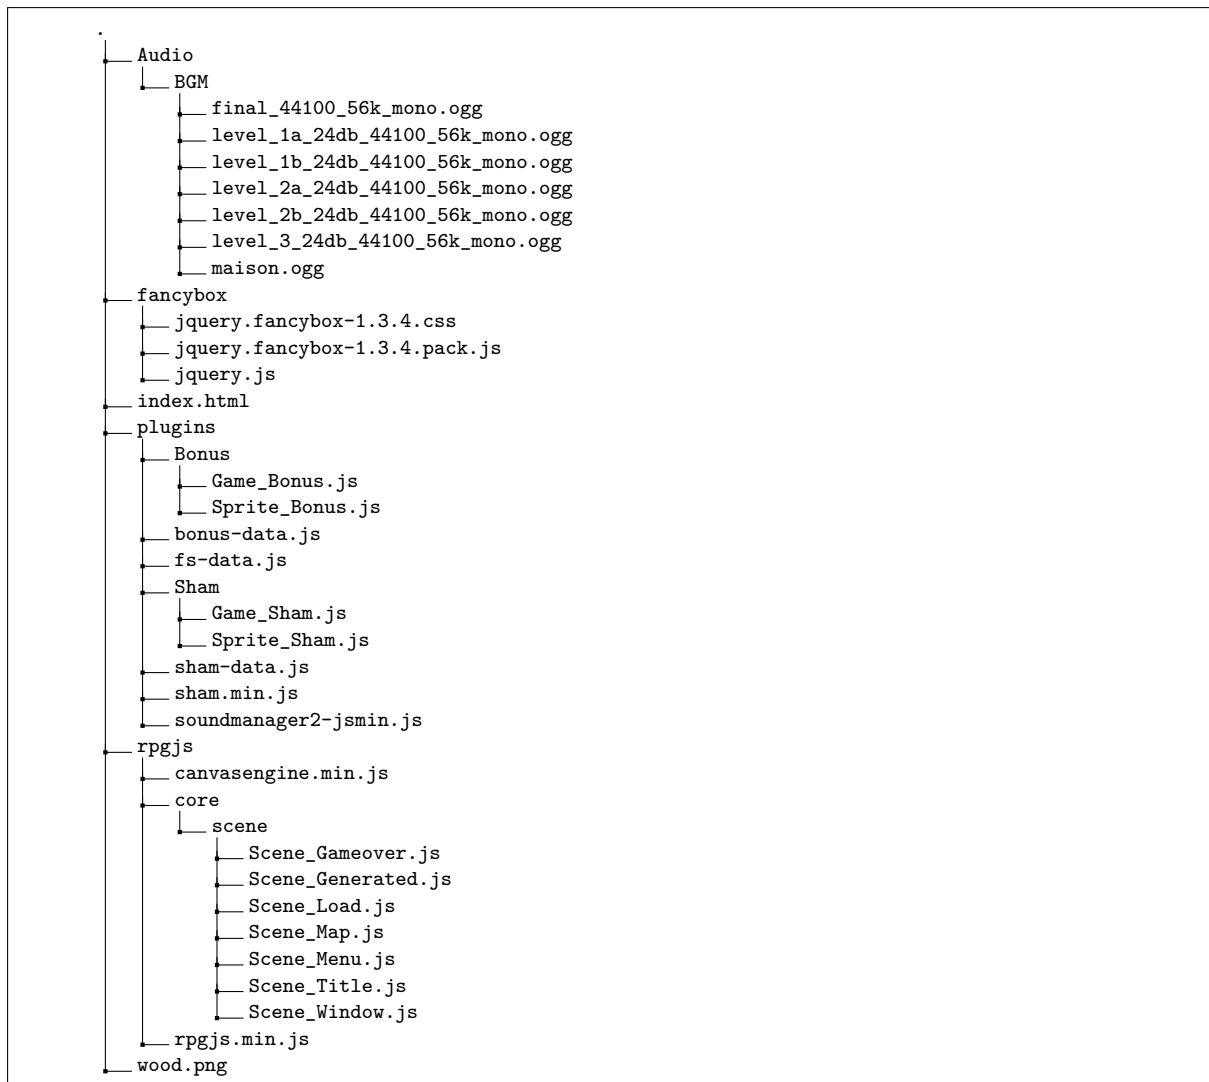 .
Audio
BGM
final_44100_56k_mono.ogg
level_1a_24db_44100_56k_mono.ogg
level_1b_24db_44100_56k_mono.ogg
level_2a_24db_44100_56k_mono.ogg
level_2b_24db_44100_56k_mono.ogg
level_3_24db_44100_56k_mono.ogg
maison.ogg
fancybox
jquery.fancybox-1.3.4.css
jquery.fancybox-1.3.4.pack.js
jquery.js
index.html
plugins
Bonus
Game_Bonus.js
Sprite_Bonus.js
bonus-data.js
fs-data.js
Sham
Game_Sham.js
Sprite_Sham.js
sham-data.js
sham.min.js
soundmanager2-jsmin.js
rpgjs
canvasengine.min.js
core
scene
Scene_Gameover.js
Scene_Generated.js
Scene_Load.js
Scene_Map.js
Scene_Menu.js
Scene_Title.js
Scene_Window.js
rpgjs.min.js
wood.png